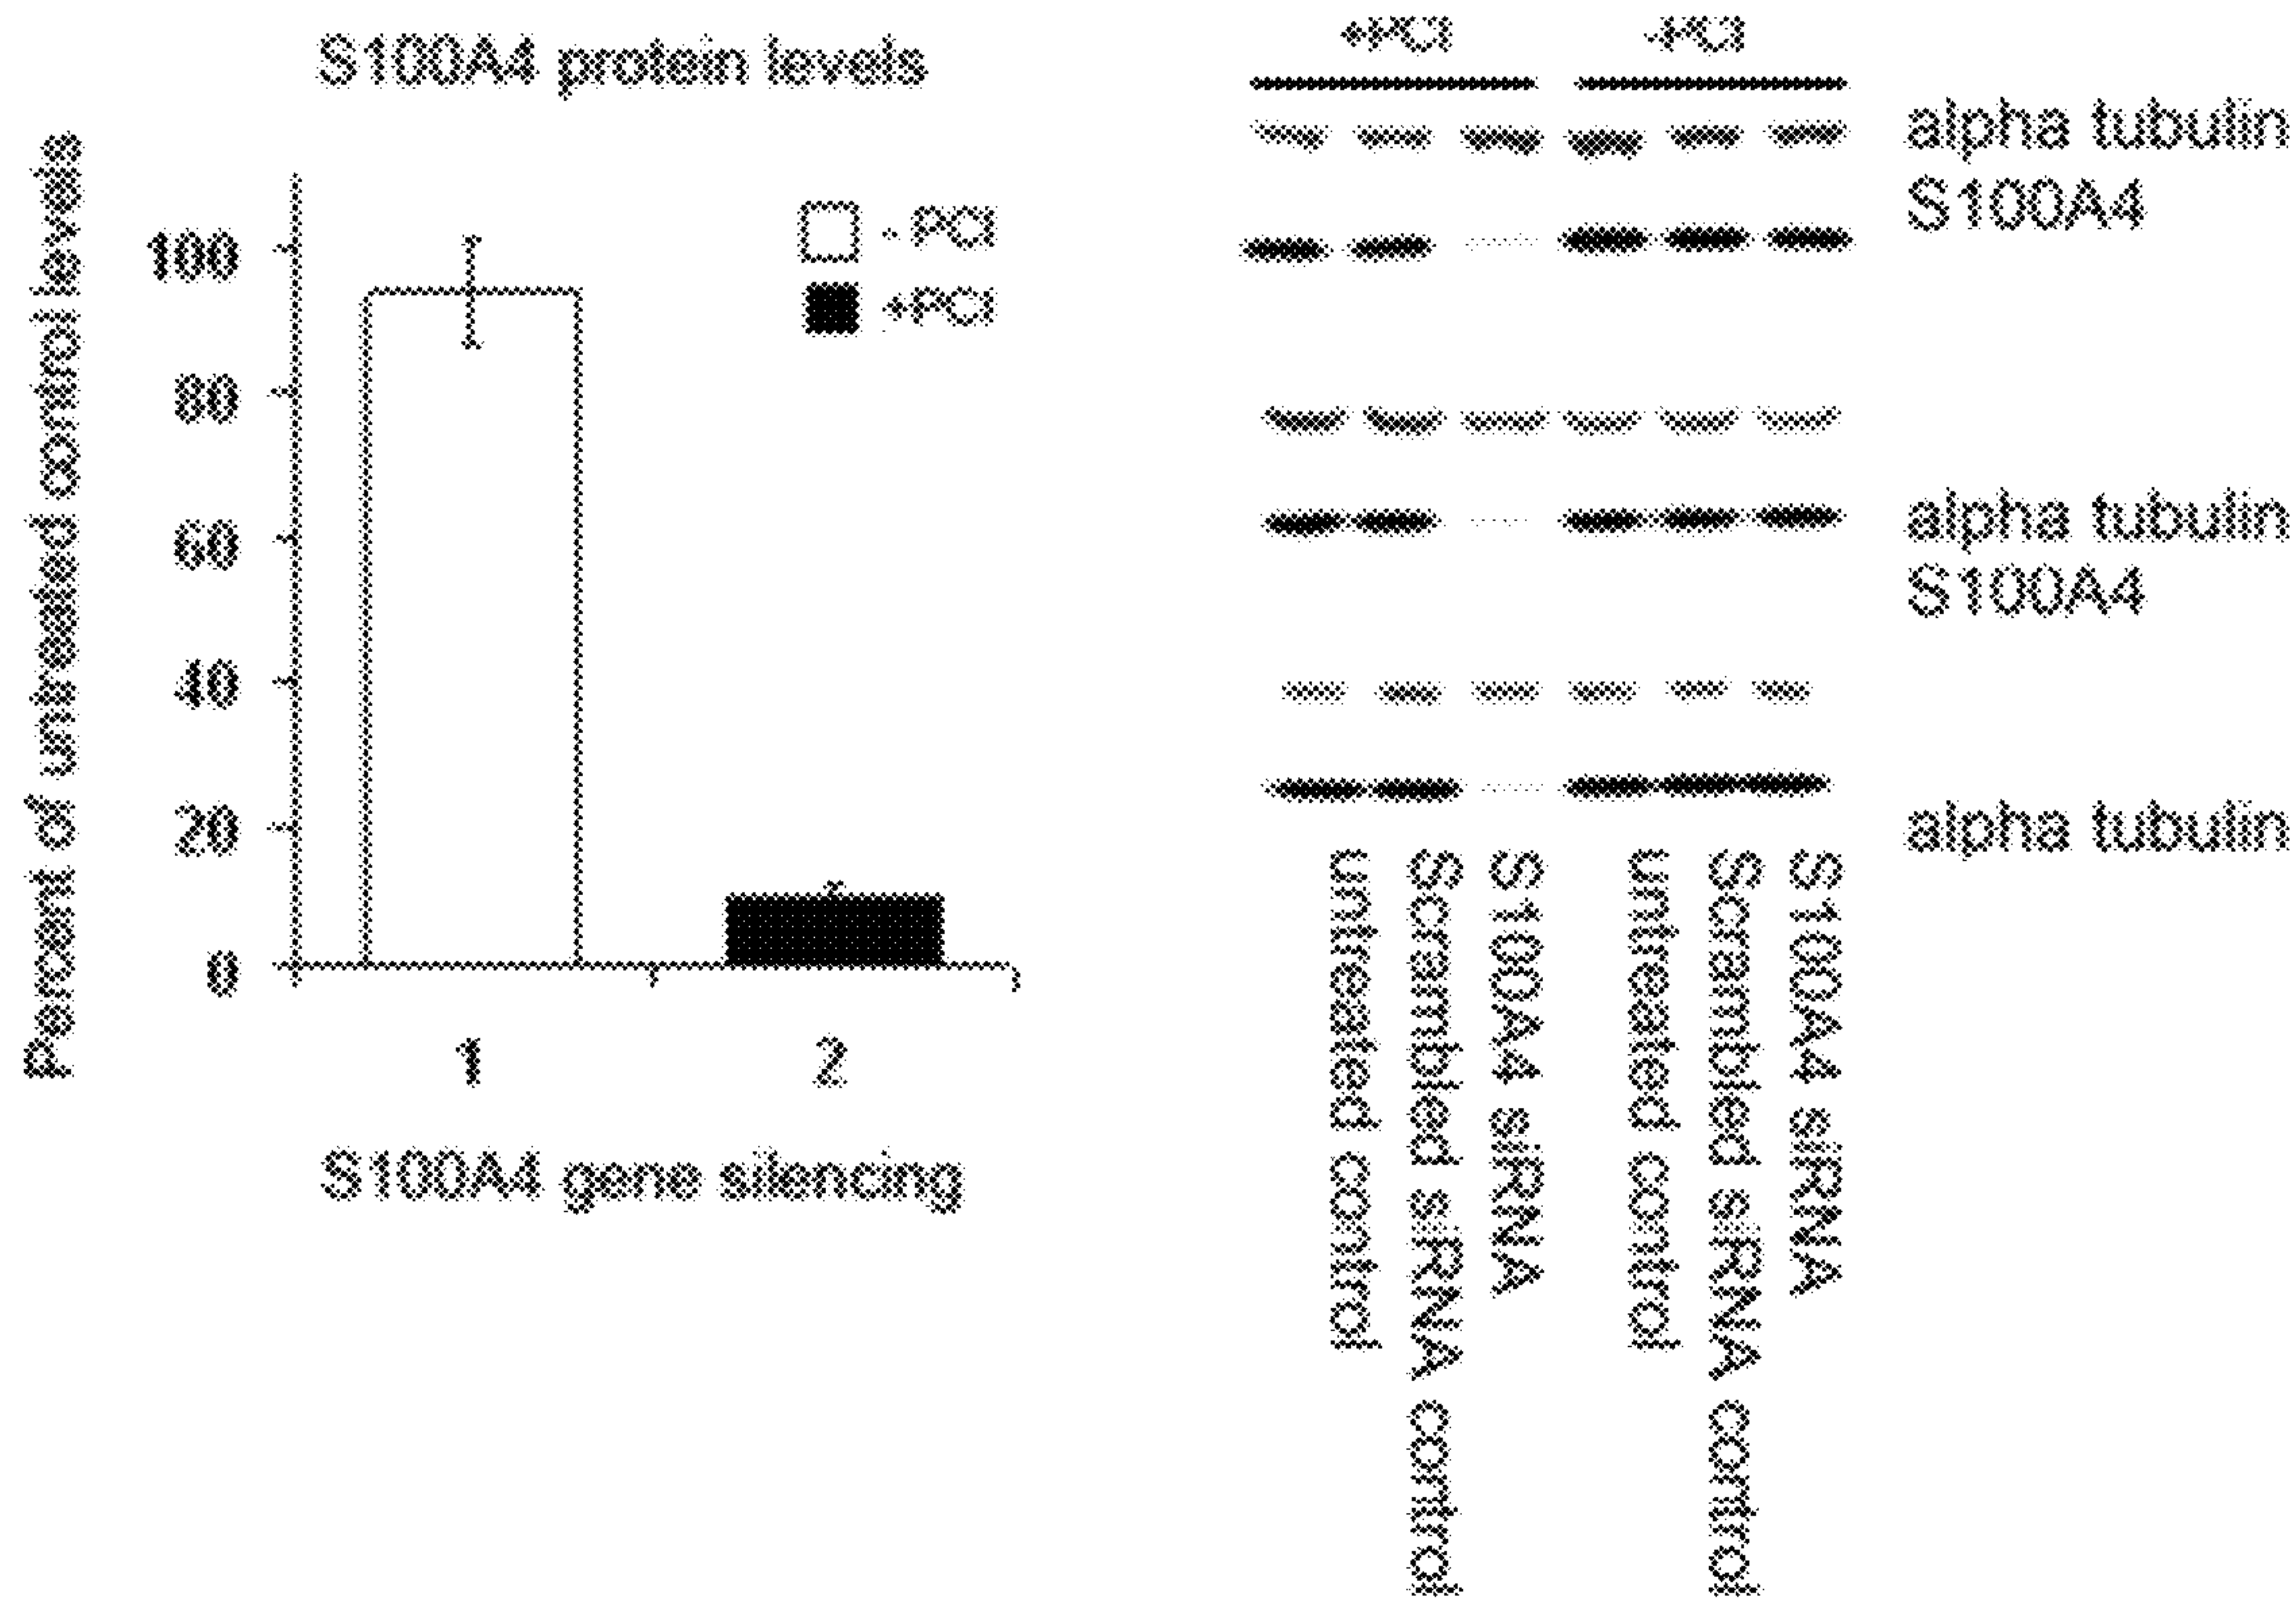 S100A4 protein levels
Percent of untreated control levels
100
80
60
40
20
0
- PCI
+PCI
1
2
S100A4 gene silencing
+PCI
-PCI
alpha tubulin
S100A4
alpha tubulin
S100A4
alpha tubulin
untreated control
Scrambled siRNA control
S100A4 siRNA
untreated control
Scrambled siRNA control
S100A4 siRNA